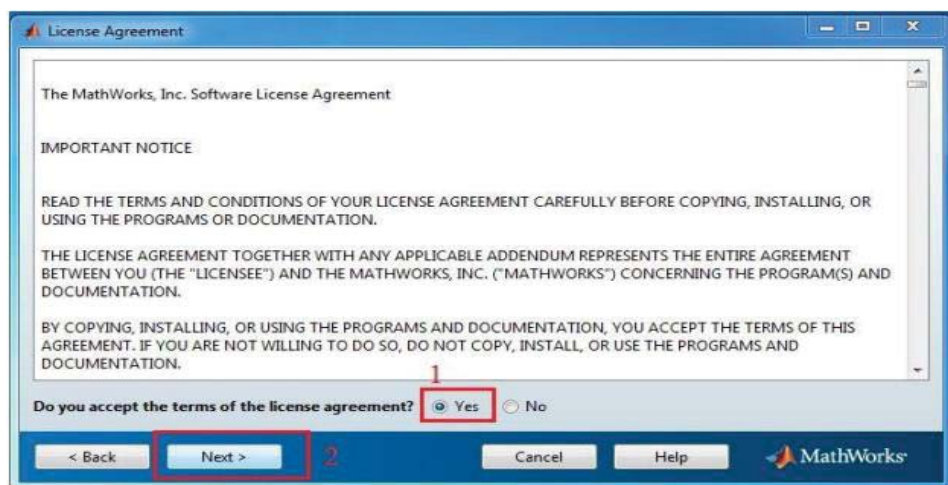 License Agreement
The MathWorks, Inc. Software License Agreement
IMPORTANT NOTICE
READ THE TERMS AND CONDITIONS OF YOUR LICENSE AGREEMENT CAREFULLY BEFORE COPYING, INSTALLING, OR
USING THE PROGRAMS OR DOCUMENTATION.
THE LICENSE AGREEMENT TOGETHER WITH ANY APPLICABLE ADDENDUM REPRESENTS THE ENTIRE AGREEMENT
BETWEEN YOU (THE "LICENSEE") AND THE MATHWORKS, INC. ("MATHWORKS") CONCERNING THE PROGRAM(S) AND
DOCUMENTATION.
BY COPYING, INSTALLING, OR USING THE PROGRAMS AND DOCUMENTATION, YOU ACCEPT THE TERMS OF THIS
AGREEMENT. IF YOU ARE NOT WILLING TO DO SO, DO NOT COPY, INSTALL, OR USE THE PROGRAMS AND
DOCUMENTATION.
1
Do you accept the terms of the license agreement? Yes No
< Back Next > 2 Cancel Help MathWorks